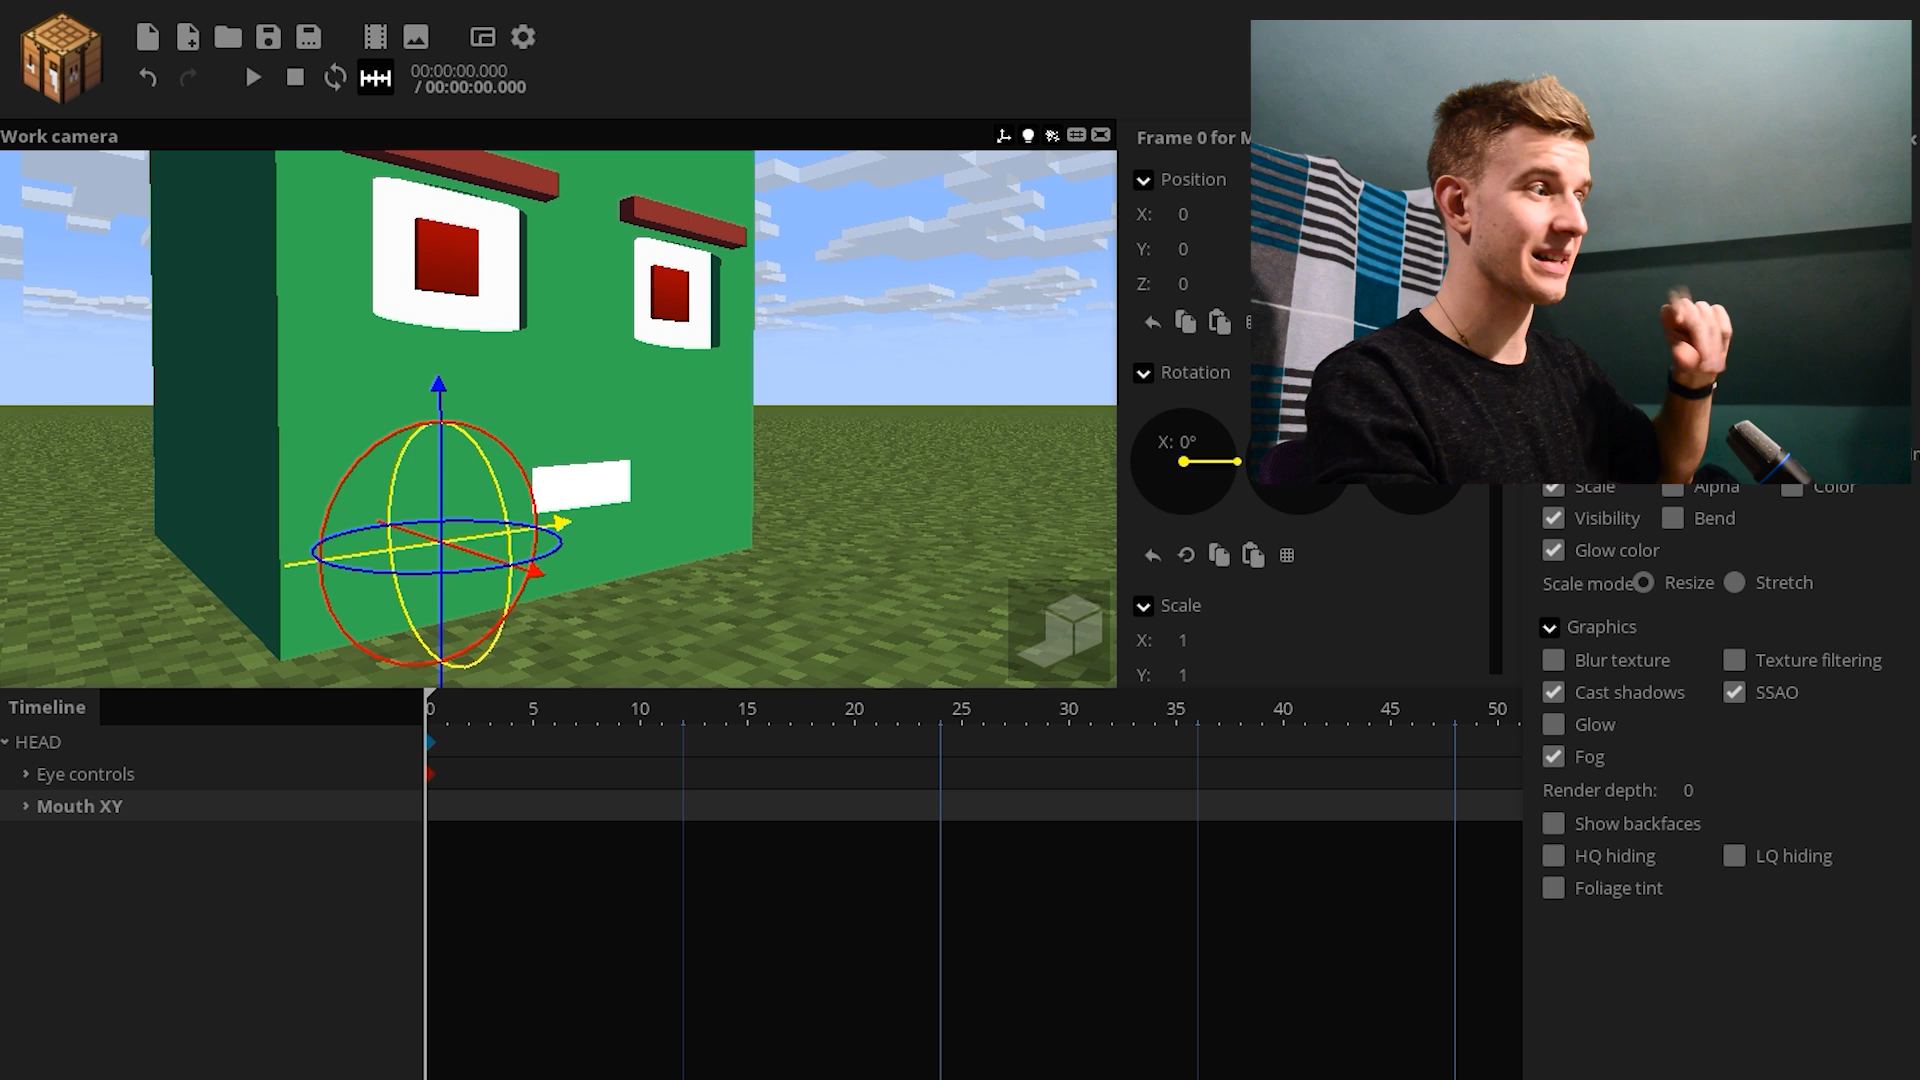 00:00:00.000
/ 00:00:00.000
Work camera
Frame 0 for M
Position
X: 0
Y: 0
Z: 0
Rotation
X: 0°
Scale
X: 1
Y: 1
Scale Alpha Color
Visibility Bend
Glow color
Scale mode Resize Stretch
Graphics
Blur texture Texture filtering
Cast shadows SSAO
Glow
Fog
Render depth: 0
Show backfaces
HQ hiding LQ hiding
Foliage tint
Timeline
0 5 10 15 20 25 30 35 40 45 50
HEAD
Eye controls
Mouth XY